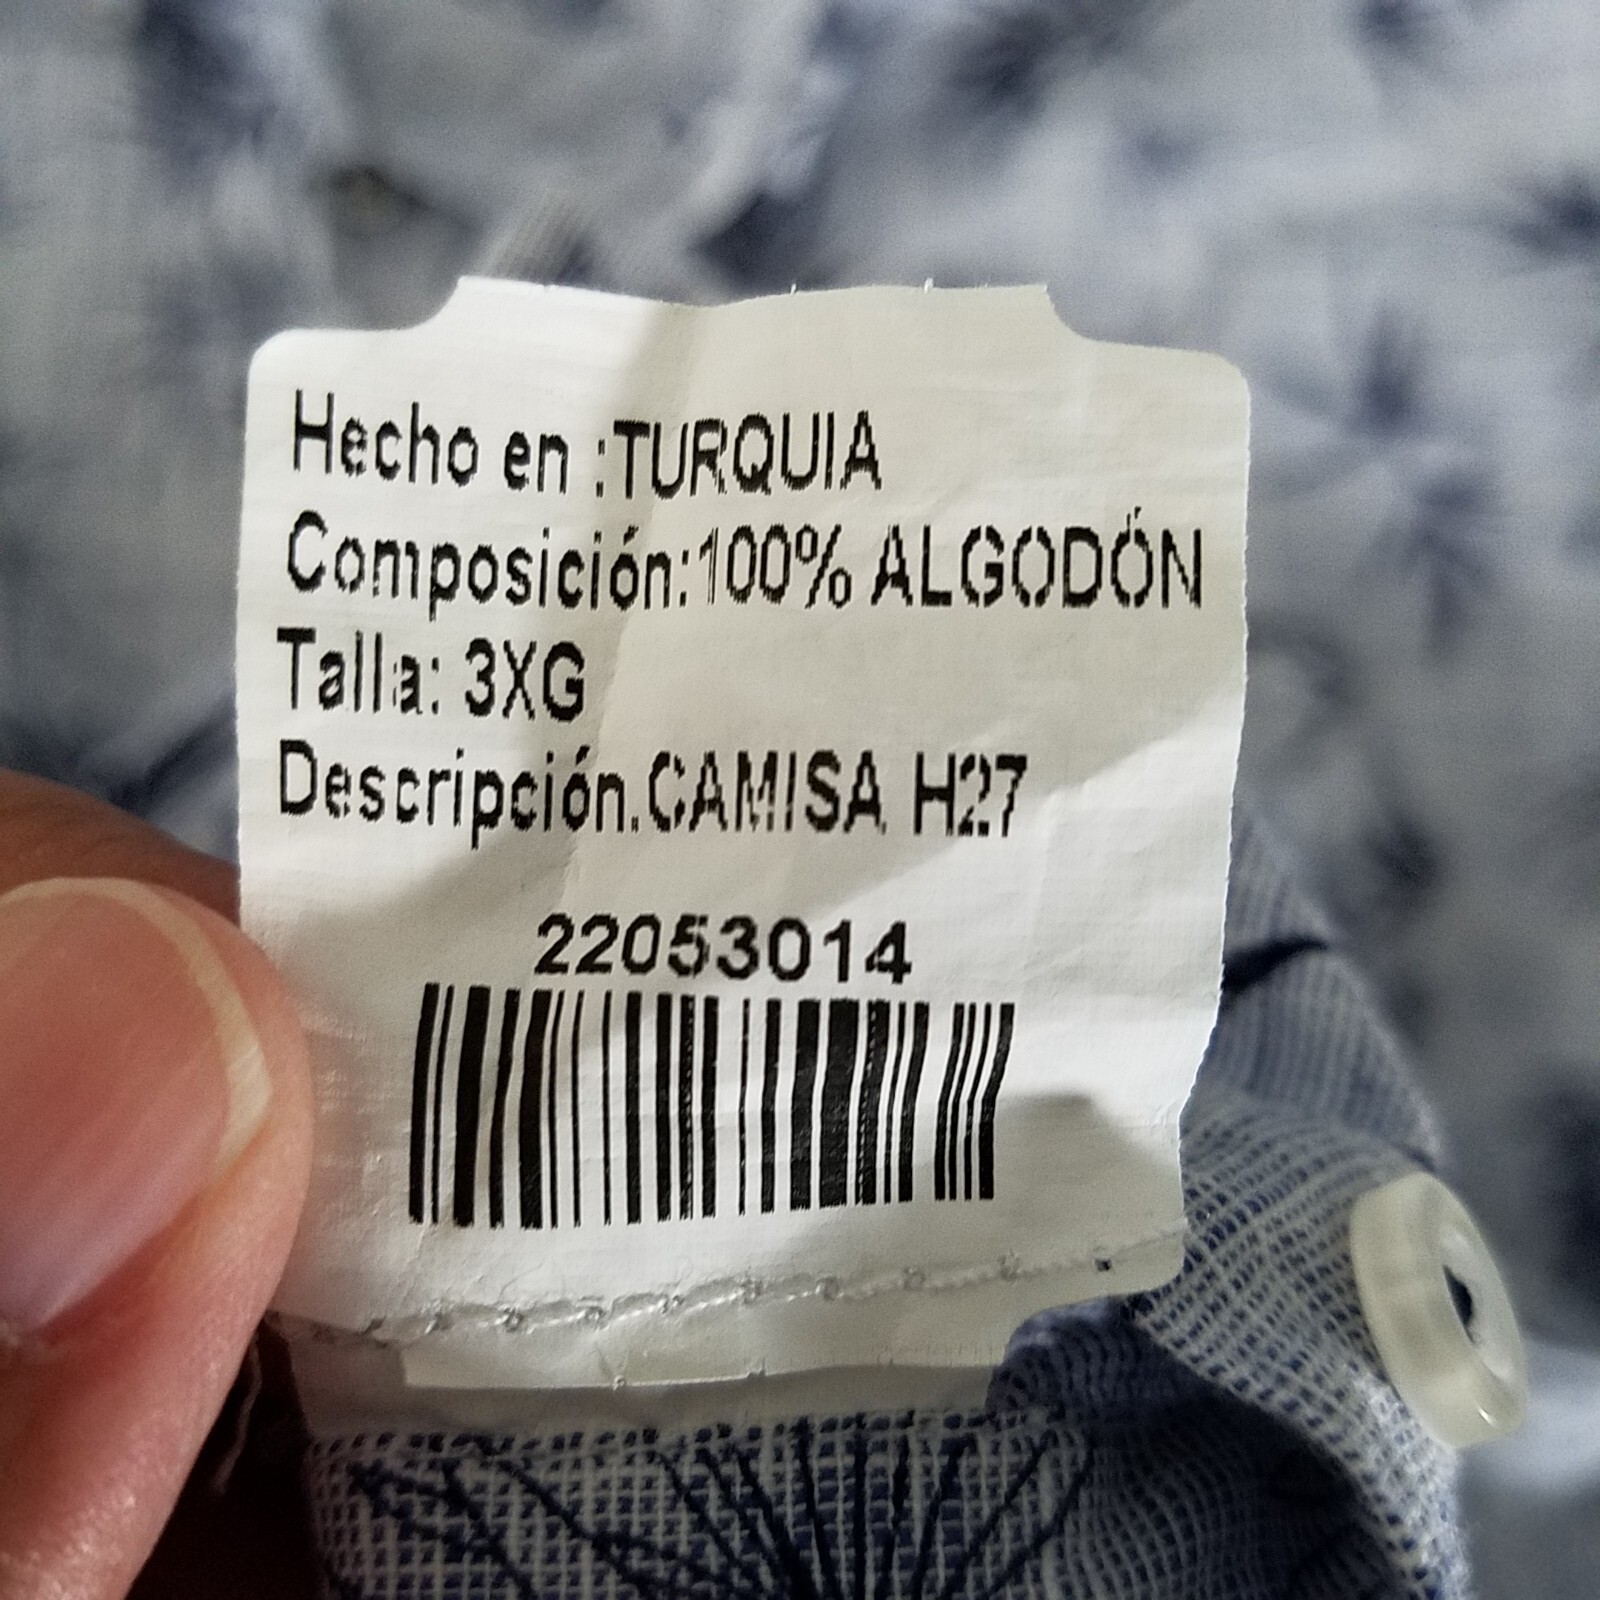 Hecho en :TURQUIA
Composición:100% ALGODÓN
Talla: 3XG
Descripción.CAMISA H27
22053014